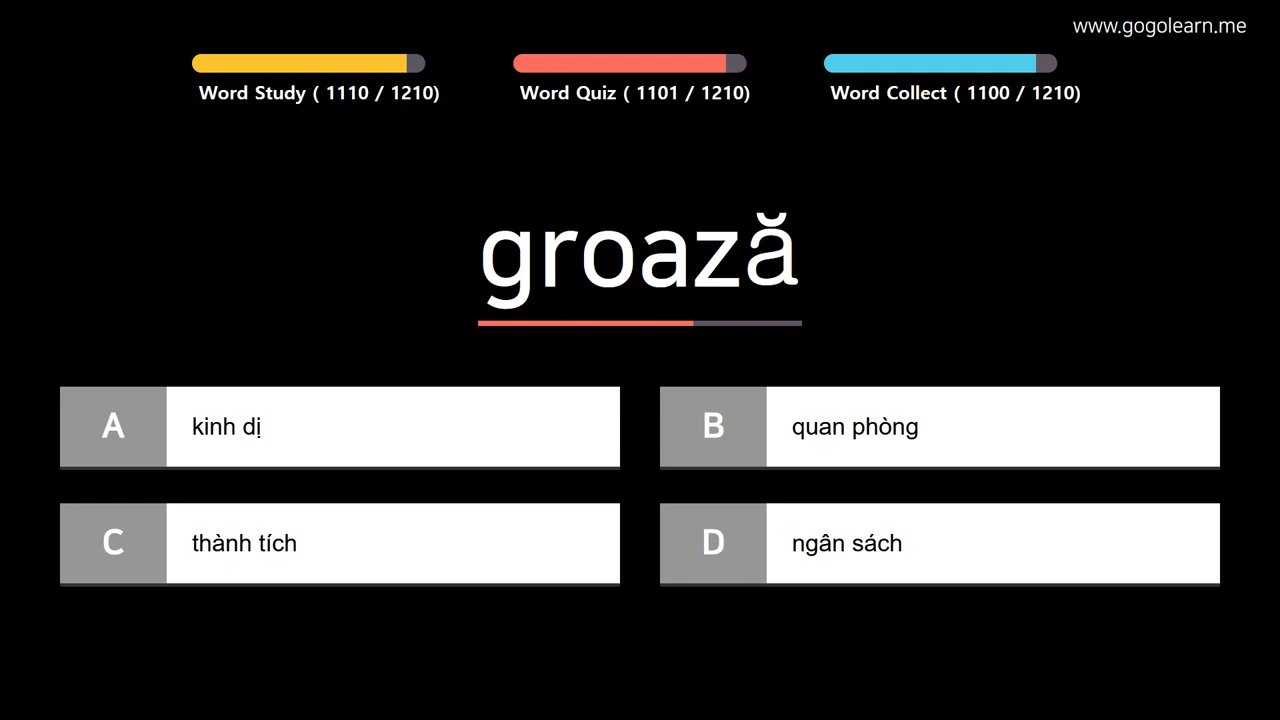 www.gogolearn.me
Word Study ( 1110 / 1210)
Word Quiz ( 1101 / 1210)
Word Collect ( 1100 / 1210)
groază
A kinh dị
B quan phòng
C thành tích
D ngân sách